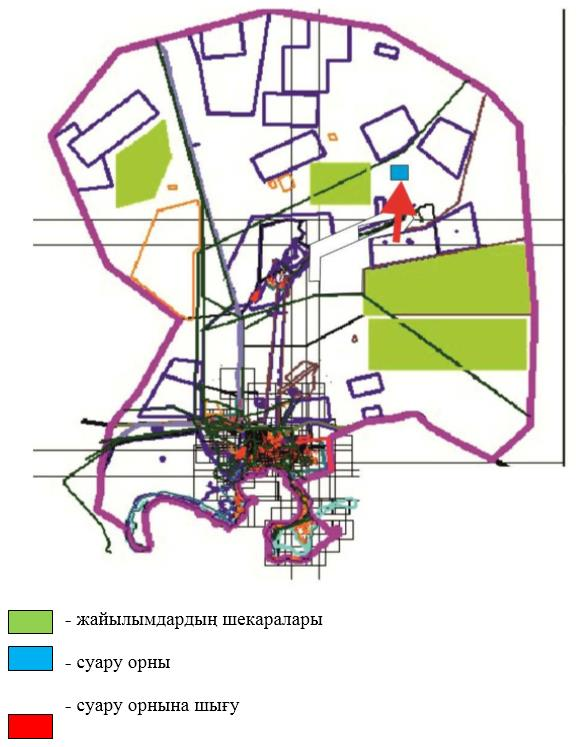 - жайылымдардың шекаралары
- суару орны
- суару орнына шығу